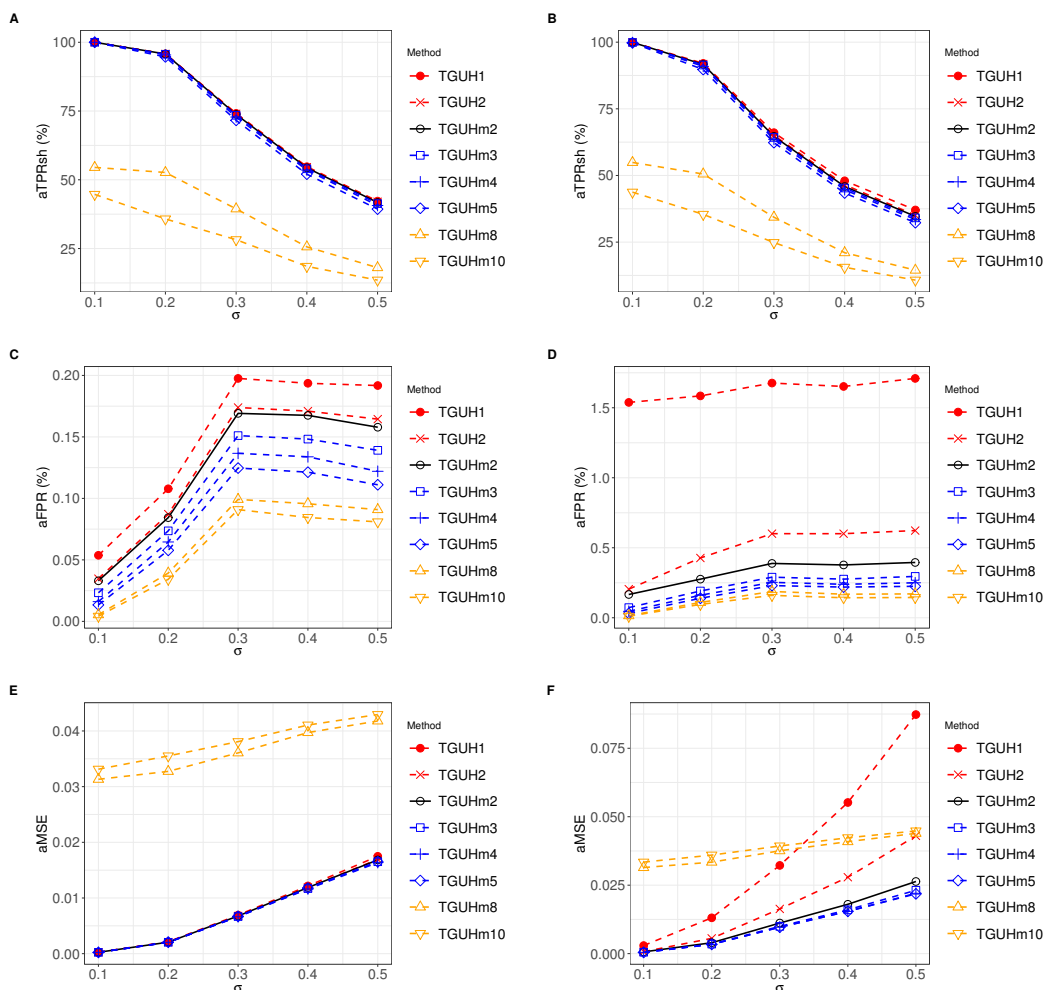 A
100
75
50
25
aTPRsh (%)
0.1 0.2 0.3 0.4 0.5
σ
Method
TGUH1
TGUH2
TGUHm2
TGUHm3
TGUHm4
TGUHm5
TGUHm8
TGUHm10
B
100
75
50
25
aTPRsh (%)
0.1 0.2 0.3 0.4 0.5
σ
Method
TGUH1
TGUH2
TGUHm2
TGUHm3
TGUHm4
TGUHm5
TGUHm8
TGUHm10
C
0.20
0.15
0.10
0.05
0.00
aFPR (%)
0.1 0.2 0.3 0.4 0.5
σ
Method
TGUH1
TGUH2
TGUHm2
TGUHm3
TGUHm4
TGUHm5
TGUHm8
TGUHm10
D
1.5
1.0
0.5
0.0
aFPR (%)
0.1 0.2 0.3 0.4 0.5
σ
Method
TGUH1
TGUH2
TGUHm2
TGUHm3
TGUHm4
TGUHm5
TGUHm8
TGUHm10
E
0.04
0.03
0.02
0.01
0.00
aMSE
0.1 0.2 0.3 0.4 0.5
σ
Method
TGUH1
TGUH2
TGUHm2
TGUHm3
TGUHm4
TGUHm5
TGUHm8
TGUHm10
F
0.075
0.050
0.025
0.000
aMSE
0.1 0.2 0.3 0.4 0.5
σ
Method
TGUH1
TGUH2
TGUHm2
TGUHm3
TGUHm4
TGUHm5
TGUHm8
TGUHm10